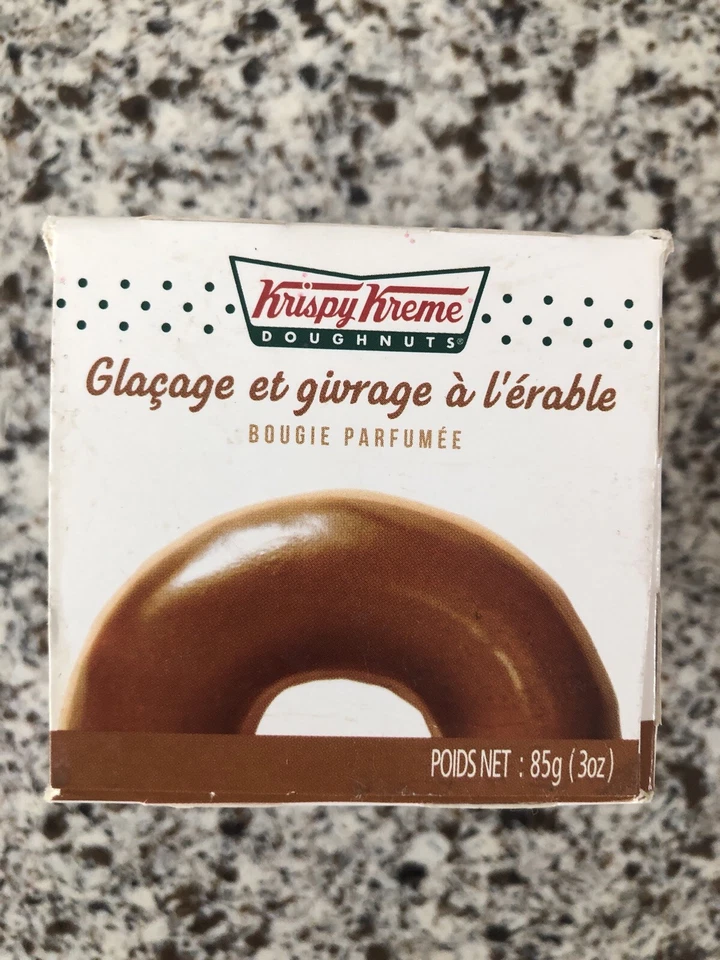 Krispy Kreme
DOUGHNUTS®
Glaçage et givrage à l'érable
BOUGIE PARFUMÉE
POIDS NET : 85g (3oz)